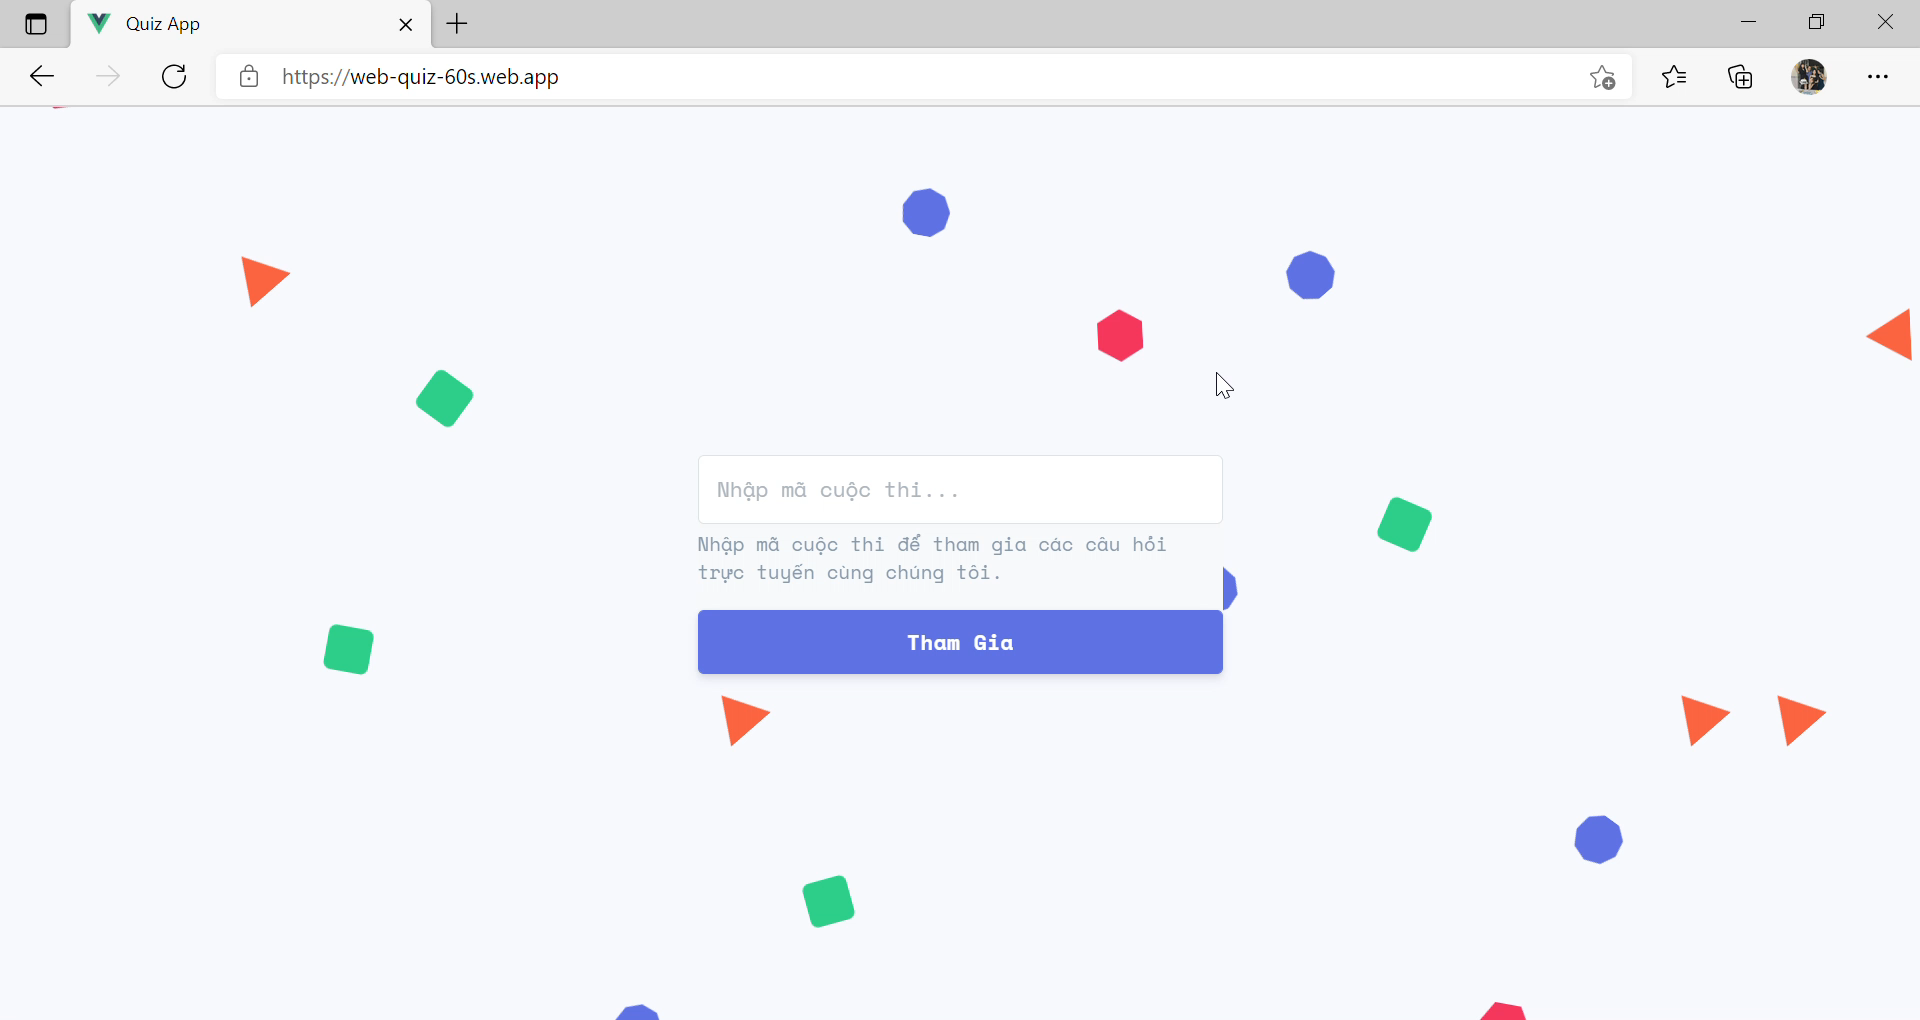 Quiz App
https://web-quiz-60s.web.app
Nhập mã cuộc thi...
Nhập mã cuộc thi để tham gia các câu hỏi
trực tuyến cùng chúng tôi.
Tham Gia